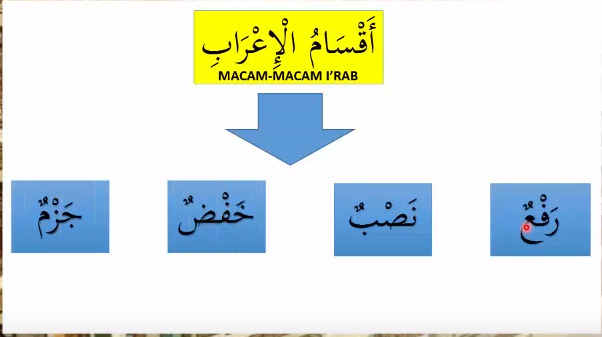 أَقْسَامُ الْإِعْرَابِ
MACAM-MACAM I'RAB
رَفْعٌ
نَصْبٌ
خَفْضٌ
جَزْمٌ